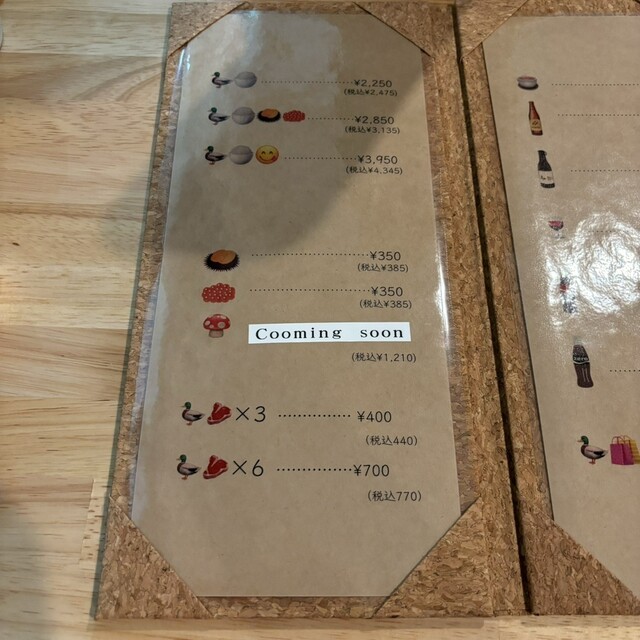 ¥2,250
(税込¥2,475)
¥2,850
(税込¥3,135)
¥3,950
(税込¥4,345)
¥350
(税込¥385)
¥350
(税込¥385)
Cooming soon
(税込¥1,210)
×3 ¥400
(税込440)
×6 ¥700
(税込770)